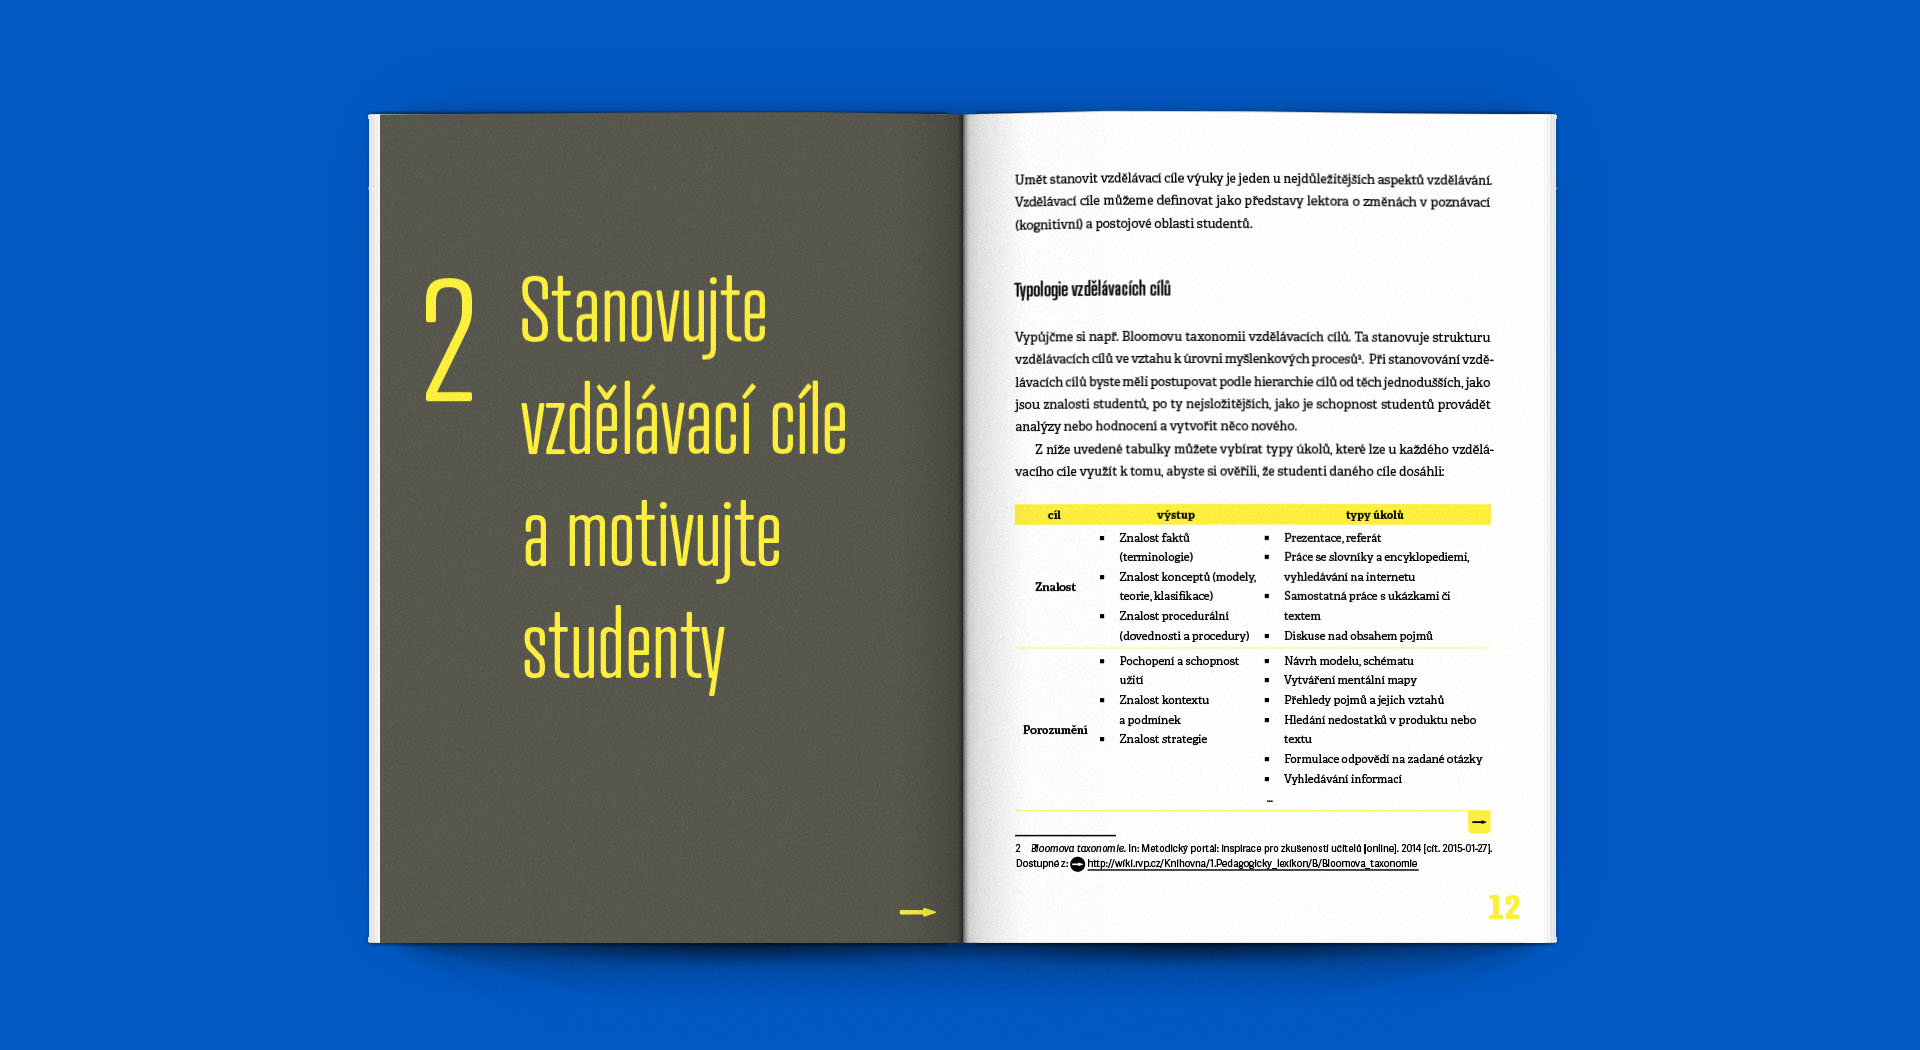 2
Stanovujte
vzdělávací cíle
a motivujte
studenty
Umět stanovit vzdělávací cíle výuky je jeden u nejdůležitějších aspektů vzdělávání.
Vzdělávací cíle můžeme definovat jako představy lektora o změnách v poznávací
(kognitivní) a postojové oblasti studentů.
Typologie vzdělávacích cílů
Vypůjčme si např. Bloomovu taxonomii vzdělávacích cílů. Ta stanovuje strukturu
vzdělávacích cílů ve vztahu k úrovni myšlenkových procesů². Při stanovování vzdě-
lávacích cílů byste měli postupovat podle hierarchie cílů od těch jednodušších, jako
jsou znalosti studentů, po ty nejsložitějších, jako je schopnost studentů provádět
analýzy nebo hodnocení a vytvořit něco nového.
Z níže uvedené tabulky můžete vybírat typy úkolů, které lze u každého vzdělá-
vacího cíle využít k tomu, abyste si ověřili, že studenti daného cíle dosáhli:
cíl výstup typy úkolů
Znalost
▪ Znalost faktů
(terminologie)
▪ Znalost konceptů (modely,
teorie, klasifikace)
▪ Znalost procedurální
(dovednosti a procedury)
▪ Prezentace, referát
▪ Práce se slovníky a encyklopediemi,
vyhledávání na internetu
▪ Samostatná práce s ukázkami či
textem
▪ Diskuse nad obsahem pojmů
Porozumění
▪ Pochopení a schopnost
užití
▪ Znalost kontextu
a podmínek
▪ Znalost strategie
▪ Návrh modelu, schématu
▪ Vytváření mentální mapy
▪ Přehledy pojmů a jejich vztahů
▪ Hledání nedostatků v produktu nebo
textu
▪ Formulace odpovědí na zadané otázky
▪ Vyhledávání informací
...
2 Bloomova taxonomie. In: Metodický portál: inspirace pro zkušenosti učitelů [online]. 2014 [cit. 2015-01-27].
Dostupné z: http://wiki.rvp.cz/Knihovna/1.Pedagogicky_lexikon/B/Bloomova_taxonomie
12